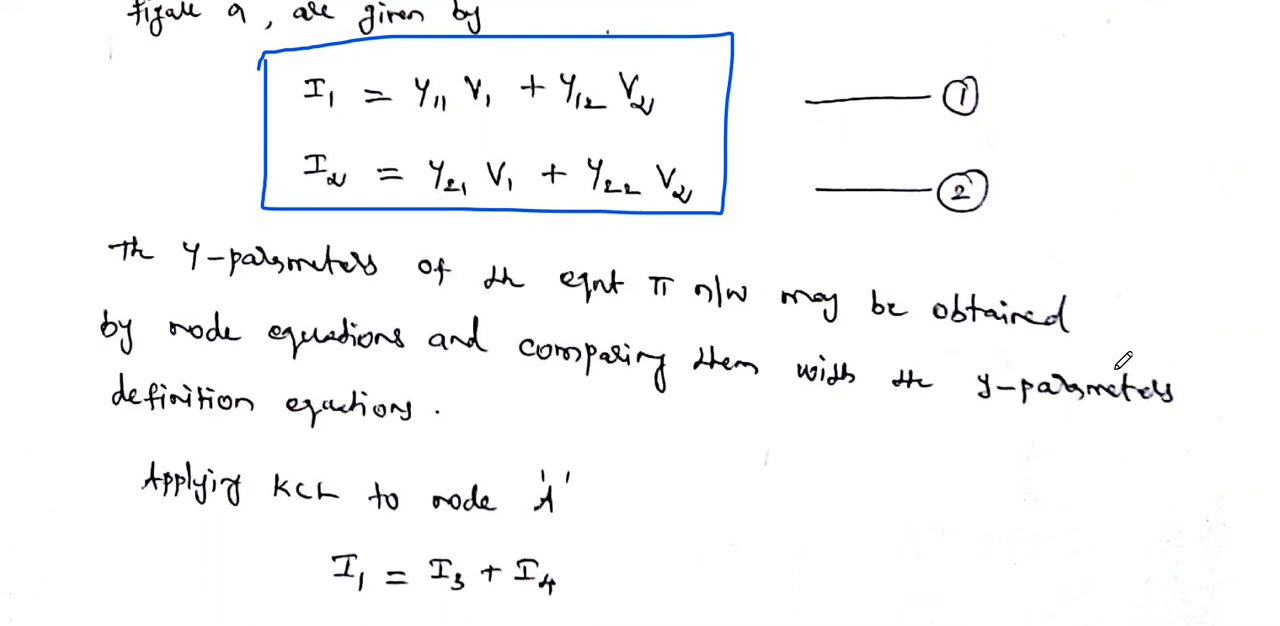 figure 9, are given by
I₁ = Y₁₁ V₁ + Y₁₂ V₂ ①
I₂ = Y₂₁ V₁ + Y₂₂ V₂ ②
The Y-parameters of the eqnt π n/w may be obtained
by node equations and comparing them with the y-parameters
definition equations.
Applying KCL to node 'A'
I₁ = I₃ + I₄